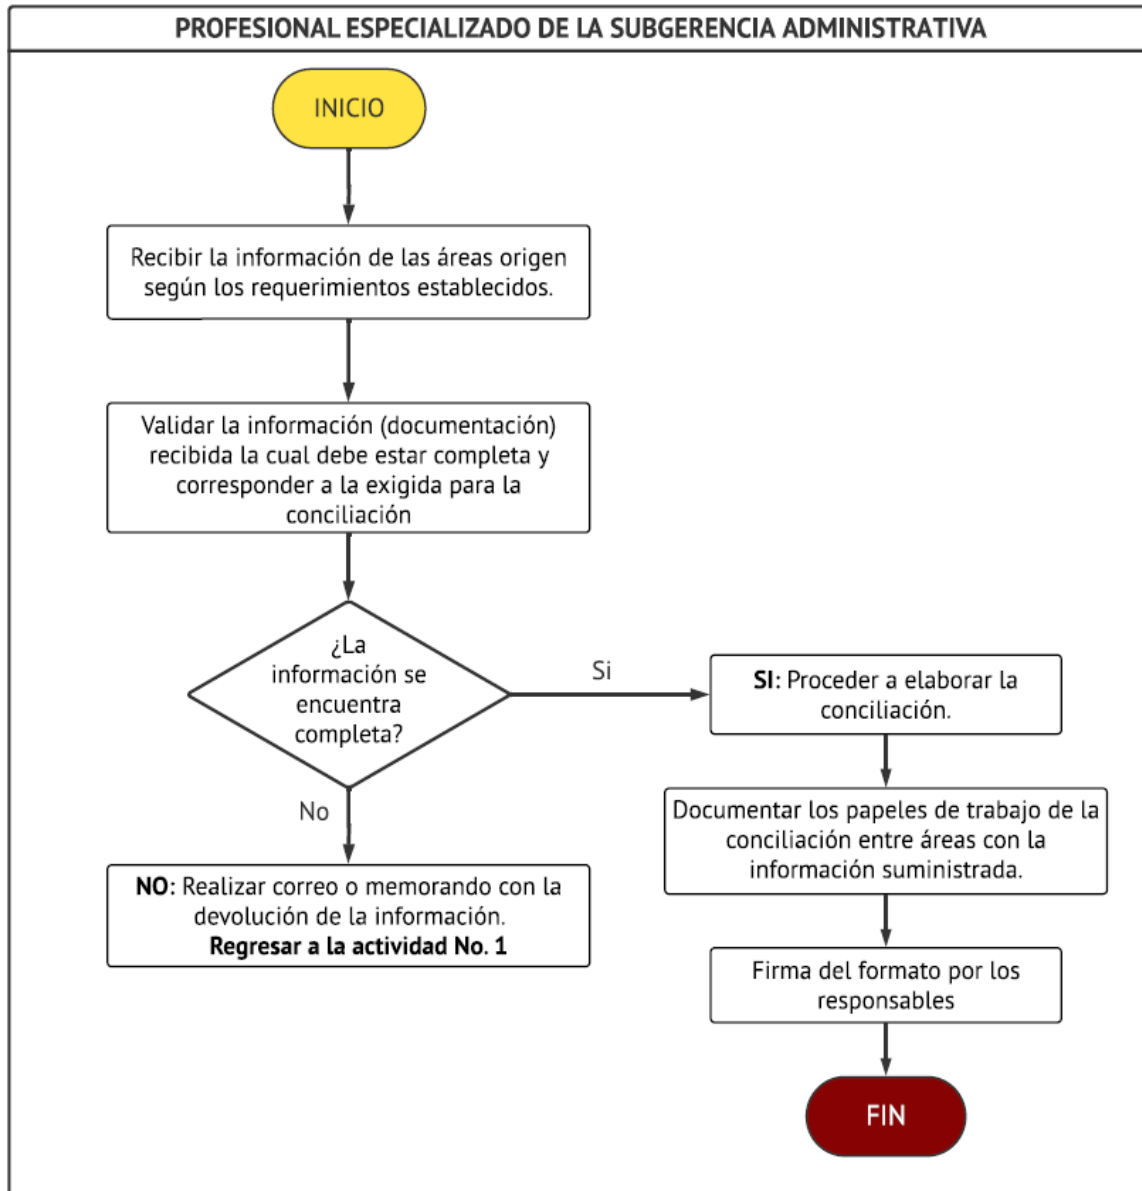 PROFESIONAL ESPECIALIZADO DE LA SUBGERENCIA ADMINISTRATIVA
INICIO
Recibir la información de las áreas origen
según los requerimientos establecidos.
Validar la información (documentación)
recibida la cual debe estar completa y
corresponder a la exigida para la
conciliación
¿La
información se
encuentra
completa?
Si
SI: Proceder a elaborar la
conciliación.
No
NO: Realizar correo o memorando con la
devolución de la información.
Regresar a la actividad No. 1
Documentar los papeles de trabajo de la
conciliación entre áreas con la
información suministrada.
Firma del formato por los
responsables
FIN